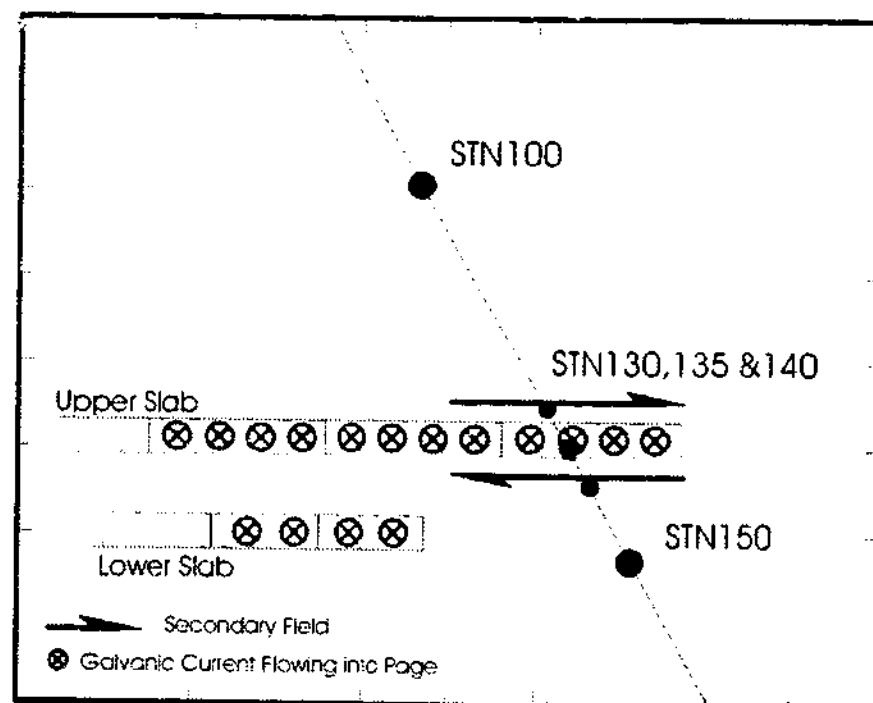 STN100
STN130,135 &140
Upper Slab
STN150
Lower Slab
Secondary Field
Galvanic Current Flowing into Page